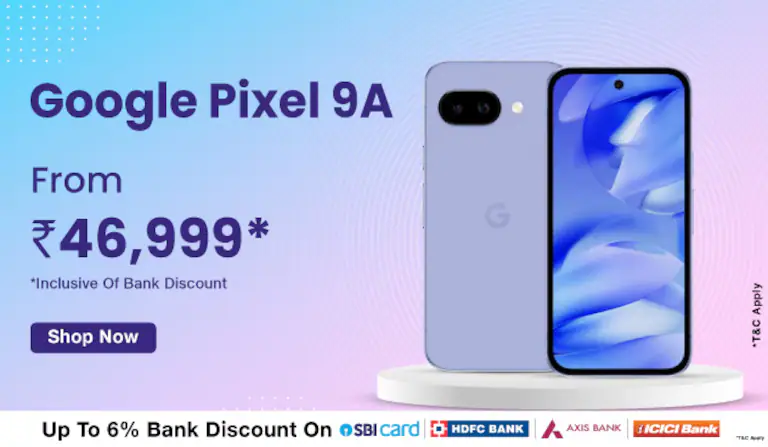 Google Pixel 9A
From
₹46,999*
*Inclusive Of Bank Discount
Shop Now
*T&C Apply
Up To 6% Bank Discount On SBI card HDFC BANK AXIS BANK ICICI Bank
*T&C Apply